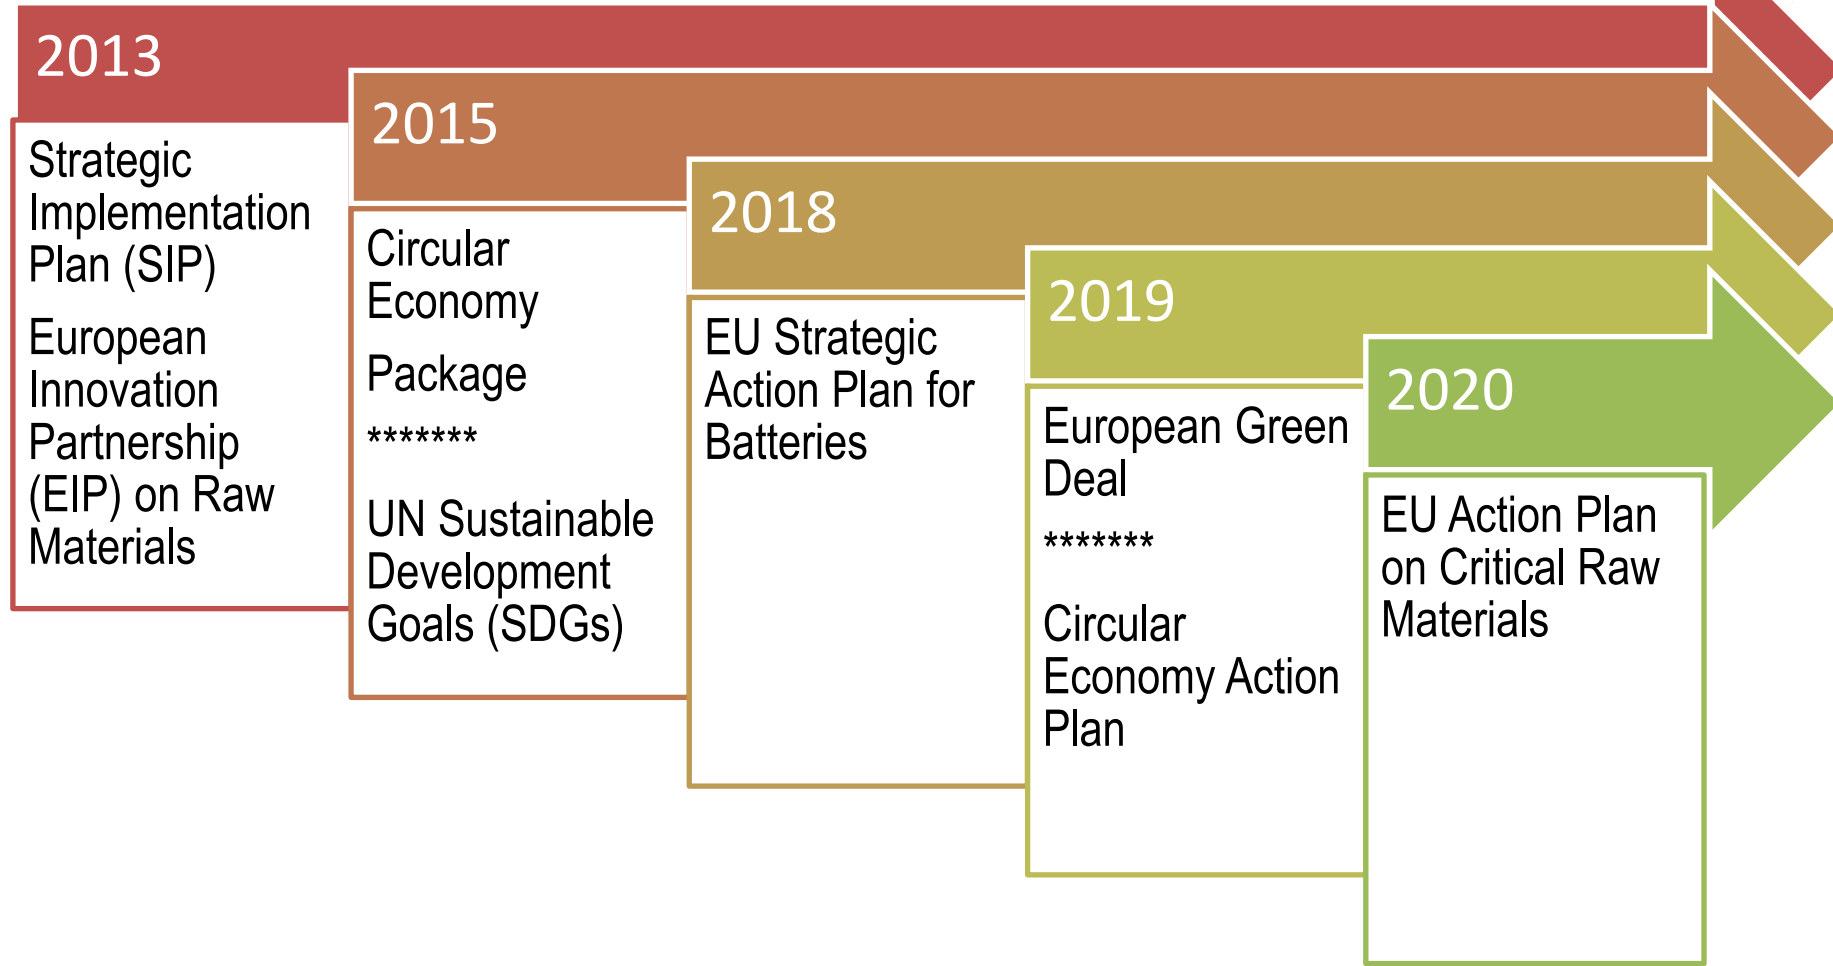 2013
Strategic
Implementation
Plan (SIP)
European
Innovation
Partnership
(EIP) on Raw
Materials
2015
Circular
Economy
Package
*******
UN Sustainable
Development
Goals (SDGs)
2018
EU Strategic
Action Plan for
Batteries
2019
European Green
Deal
*******
Circular
Economy Action
Plan
2020
EU Action Plan
on Critical Raw
Materials